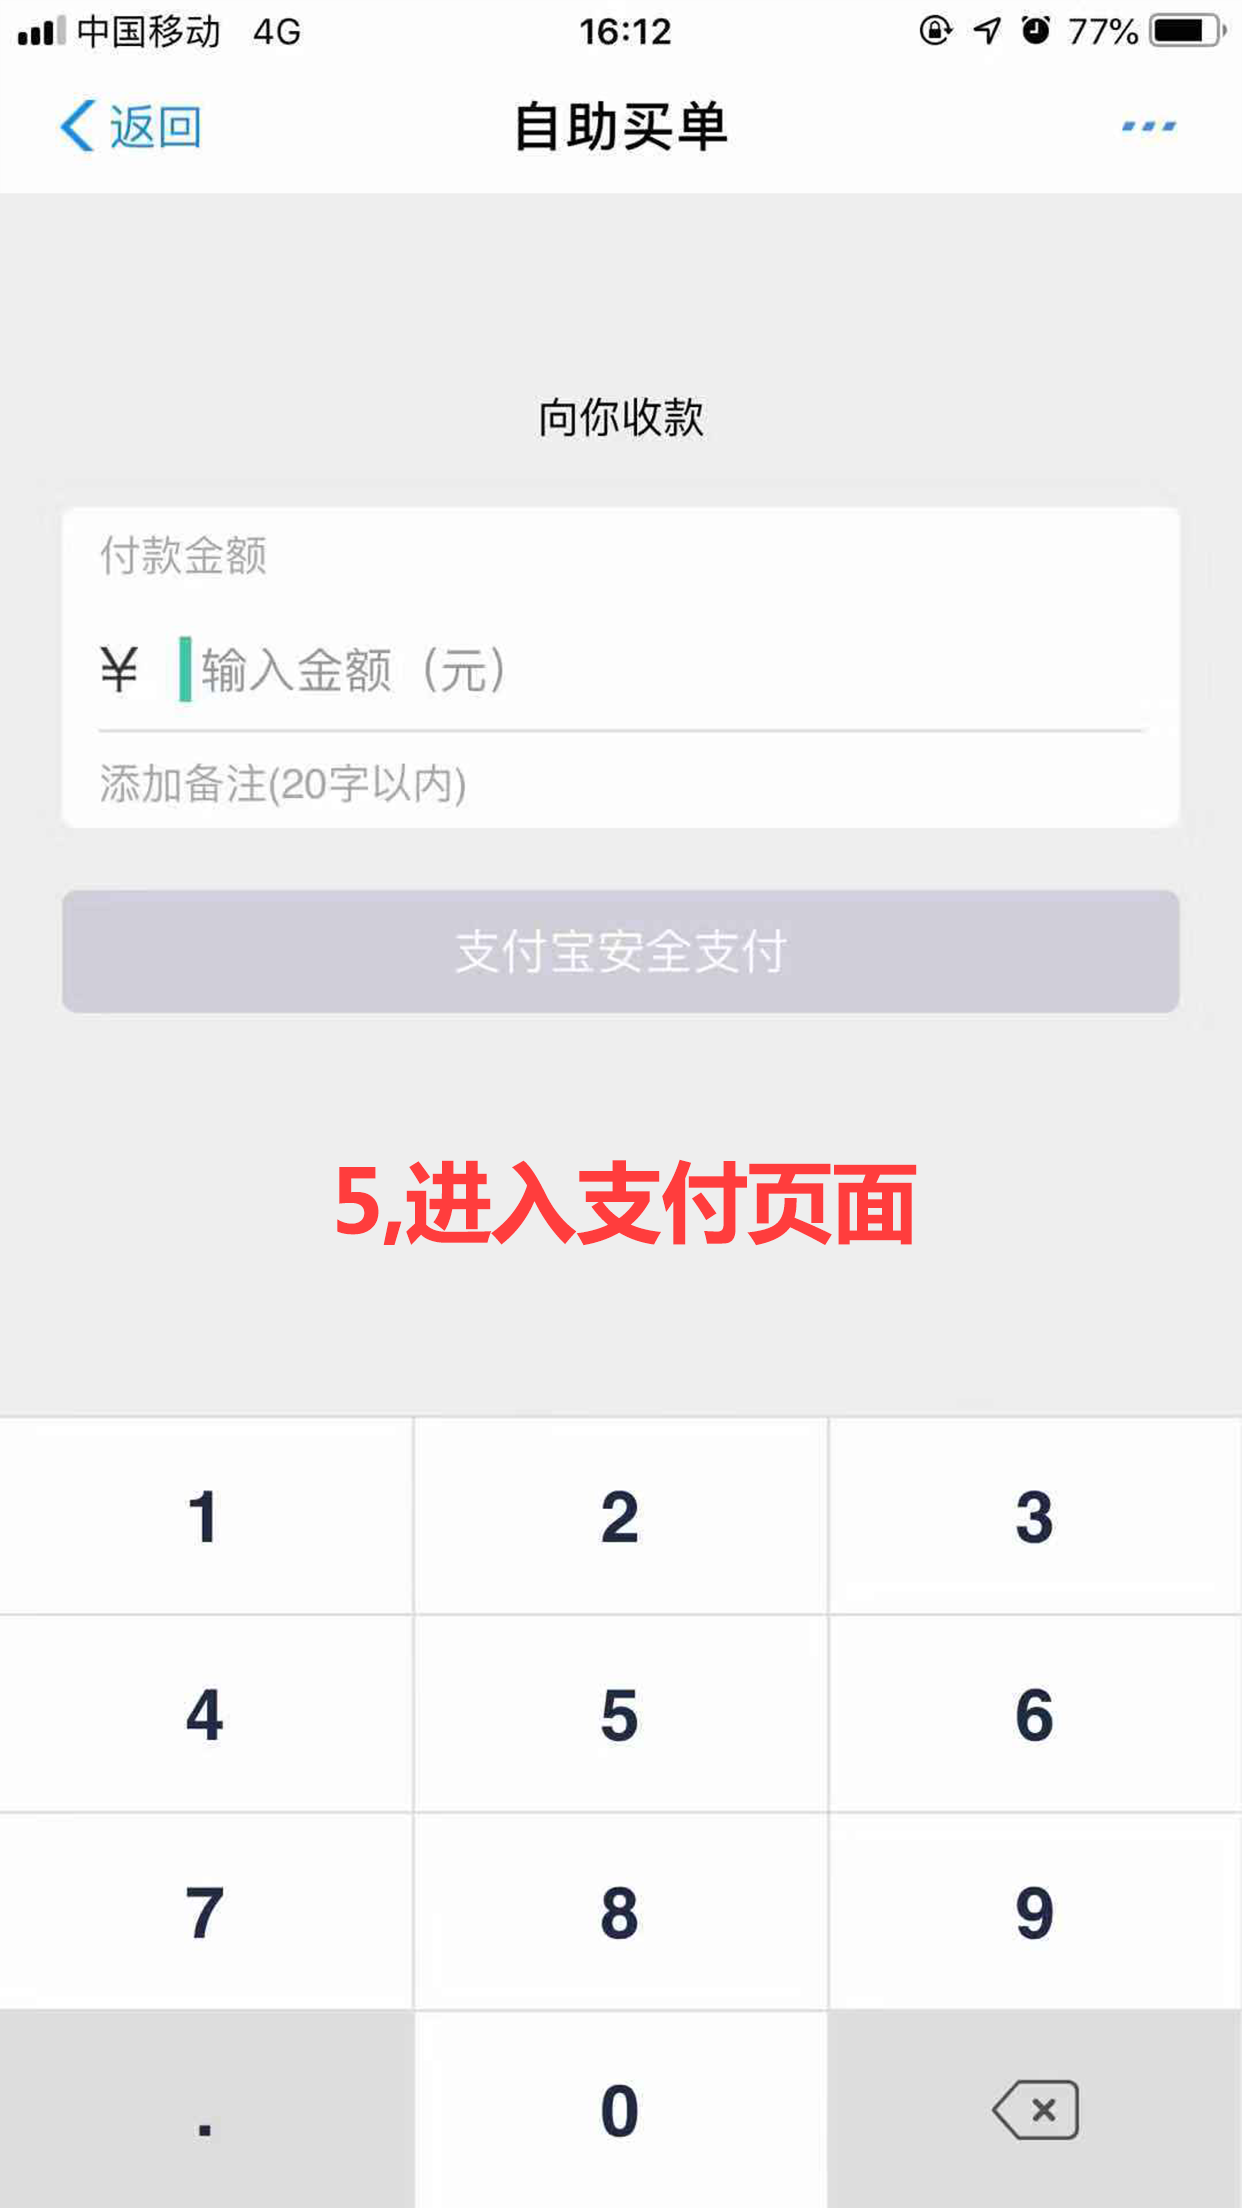 中国移动 4G 16:12 77%
返回 自助买单
向你收款
付款金额
¥ 输入金额（元）
添加备注(20字以内)
支付宝安全支付
5,进入支付页面
1 2 3
4 5 6
7 8 9
. 0